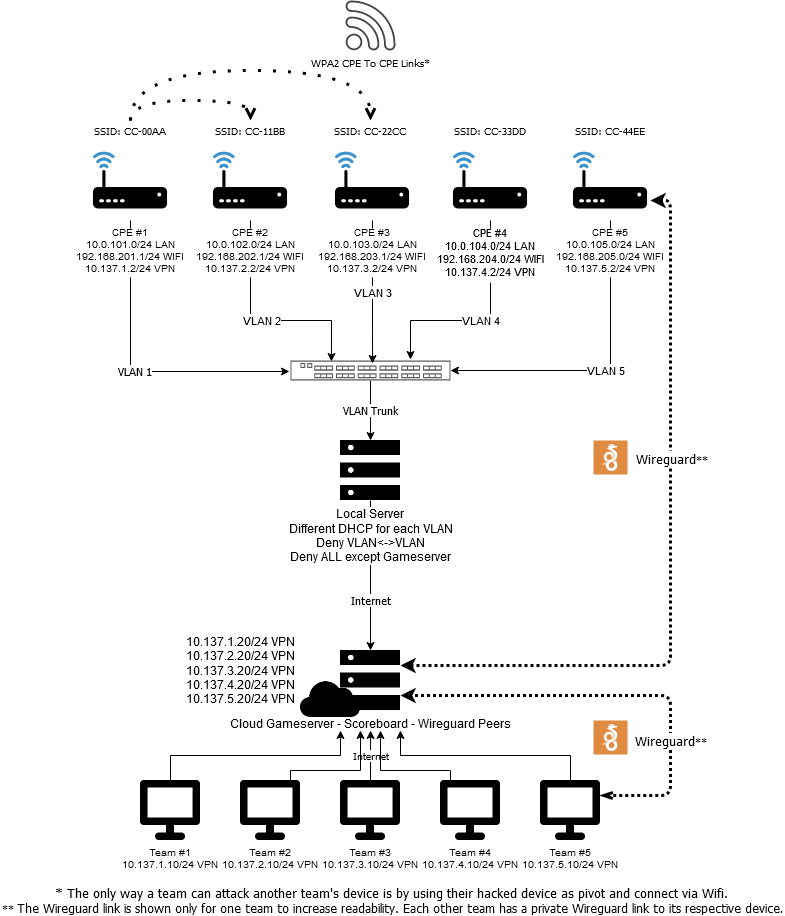 WPA2 CPE To CPE Links*
SSID: CC-00AA
SSID: CC-11BB
SSID: CC-22CC
SSID: CC-33DD
SSID: CC-44EE
CPE #1
10.0.101.0/24 LAN
192.168.201.1/24 WIFI
10.137.1.2/24 VPN
CPE #2
10.0.102.0/24 LAN
192.168.202.1/24 WIFI
10.137.2.2/24 VPN
CPE #3
10.0.103.0/24 LAN
192.168.203.1/24 WIFI
10.137.3.2/24 VPN
CPE #4
10.0.104.0/24 LAN
192.168.204.0/24 WIFI
10.137.4.2/24 VPN
CPE #5
10.0.105.0/24 LAN
192.168.205.0/24 WIFI
10.137.5.2/24 VPN
VLAN 3
VLAN 2
VLAN 4
VLAN 1
VLAN 5
VLAN Trunk
Wireguard**
Local Server
Different DHCP for each VLAN
Deny VLAN<->VLAN
Deny ALL except Gameserver
Internet
10.137.1.20/24 VPN
10.137.2.20/24 VPN
10.137.3.20/24 VPN
10.137.4.20/24 VPN
10.137.5.20/24 VPN
Cloud Gameserver - Scoreboard - Wireguard Peers
Wireguard**
Internet
Team #1
10.137.1.10/24 VPN
Team #2
10.137.2.10/24 VPN
Team #3
10.137.3.10/24 VPN
Team #4
10.137.4.10/24 VPN
Team #5
10.137.5.10/24 VPN
* The only way a team can attack another team's device is by using their hacked device as pivot and connect via Wifi.
** The Wireguard link is shown only for one team to increase readability. Each other team has a private Wireguard link to its respective device.